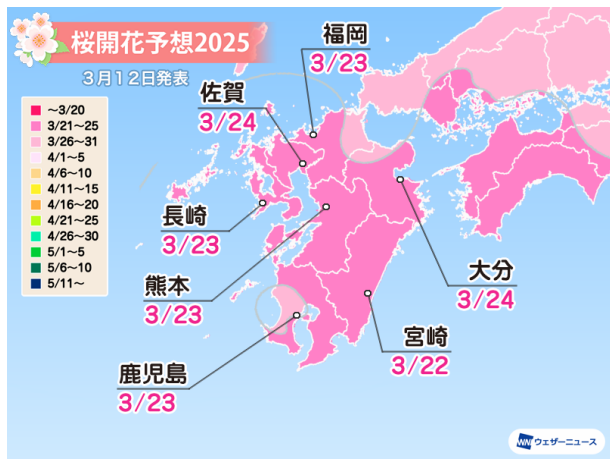 桜開花予想2025
3月12日発表
～3/20
3/21～25
3/26～31
4/1～5
4/6～10
4/11～15
4/16～20
4/21～25
4/26～30
5/1～5
5/6～10
5/11～
福岡
3/23
佐賀
3/24
長崎
3/23
熊本
3/23
大分
3/24
宮崎
3/22
鹿児島
3/23
WN ウェザーニュース